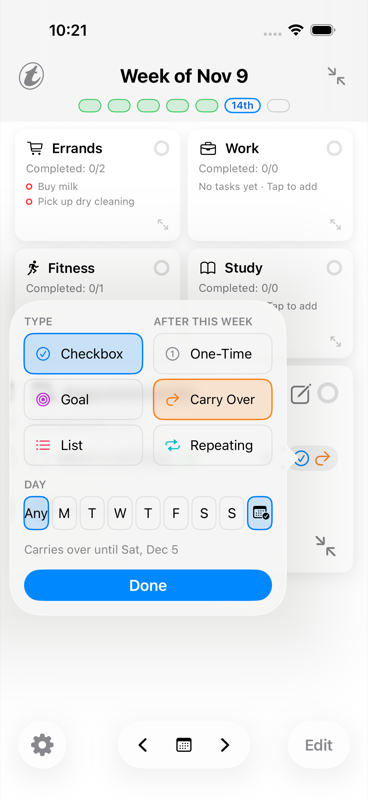 10:21
Week of Nov 9
14th
Errands
Completed: 0/2
Buy milk
Pick up dry cleaning
Work
Completed: 0/0
No tasks yet · Tap to add
Fitness
Completed: 0/1
Study
Completed: 0/0
Tap to add
TYPE
AFTER THIS WEEK
Checkbox
One-Time
Goal
Carry Over
List
Repeating
DAY
Any M T W T F S S
Carries over until Sat, Dec 5
Done
Edit